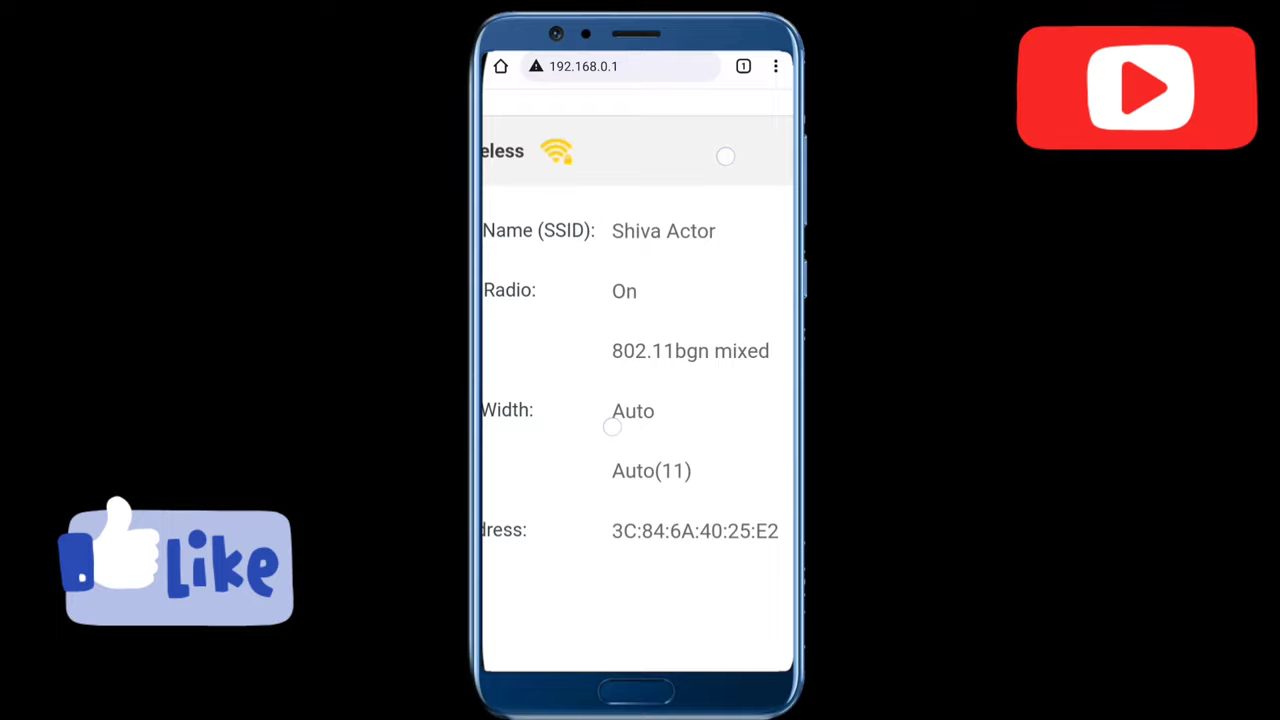 192.168.0.1
1
eless
Name (SSID): Shiva Actor
Radio: On
802.11bgn mixed
Width: Auto
Auto(11)
dress: 3C:84:6A:40:25:E2
Like